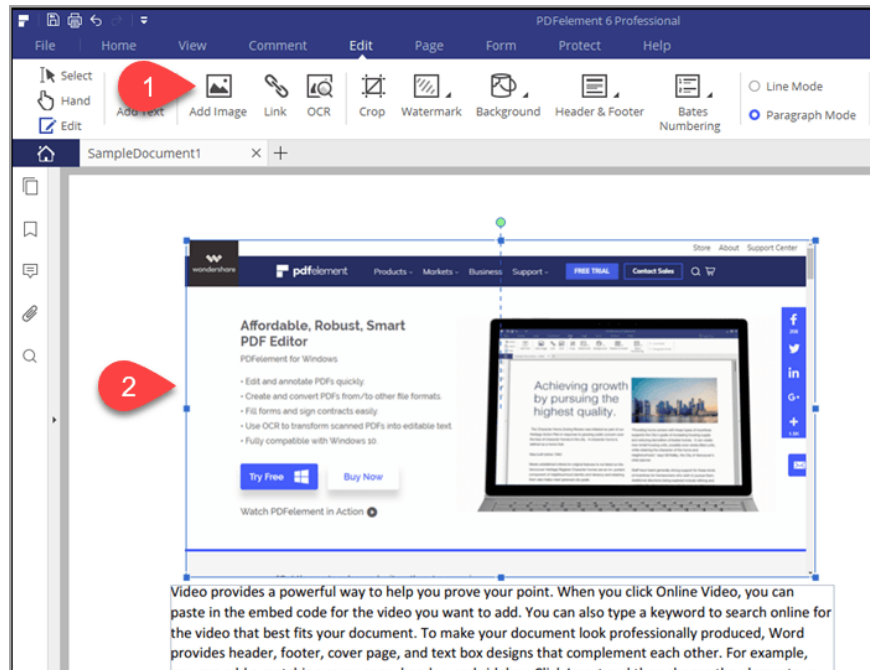 PDFelement 6 Professional
File Home View Comment Edit Page Form Protect Help
Select
Hand
Edit
1
Add Text Add Image Link OCR Crop Watermark Background Header & Footer Bates Numbering
Line Mode
Paragraph Mode
SampleDocument1
Store About Support Center
wondershare
pdfelement Products Markets Business Support FREE TRIAL Contact Sales
Affordable, Robust, Smart
PDF Editor
PDFelement for Windows
• Edit and annotate PDFs quickly.
• Create and convert PDFs from/to other file formats.
• Fill forms and sign contracts easily.
• Use OCR to transform scanned PDFs into editable text.
• Fully compatible with Windows 10.
2
Try Free Buy Now
Watch PDFelement in Action
Achieving growth
by pursuing the
highest quality.
Video provides a powerful way to help you prove your point. When you click Online Video, you can
paste in the embed code for the video you want to add. You can also type a keyword to search online for
the video that best fits your document. To make your document look professionally produced, Word
provides header, footer, cover page, and text box designs that complement each other. For example,